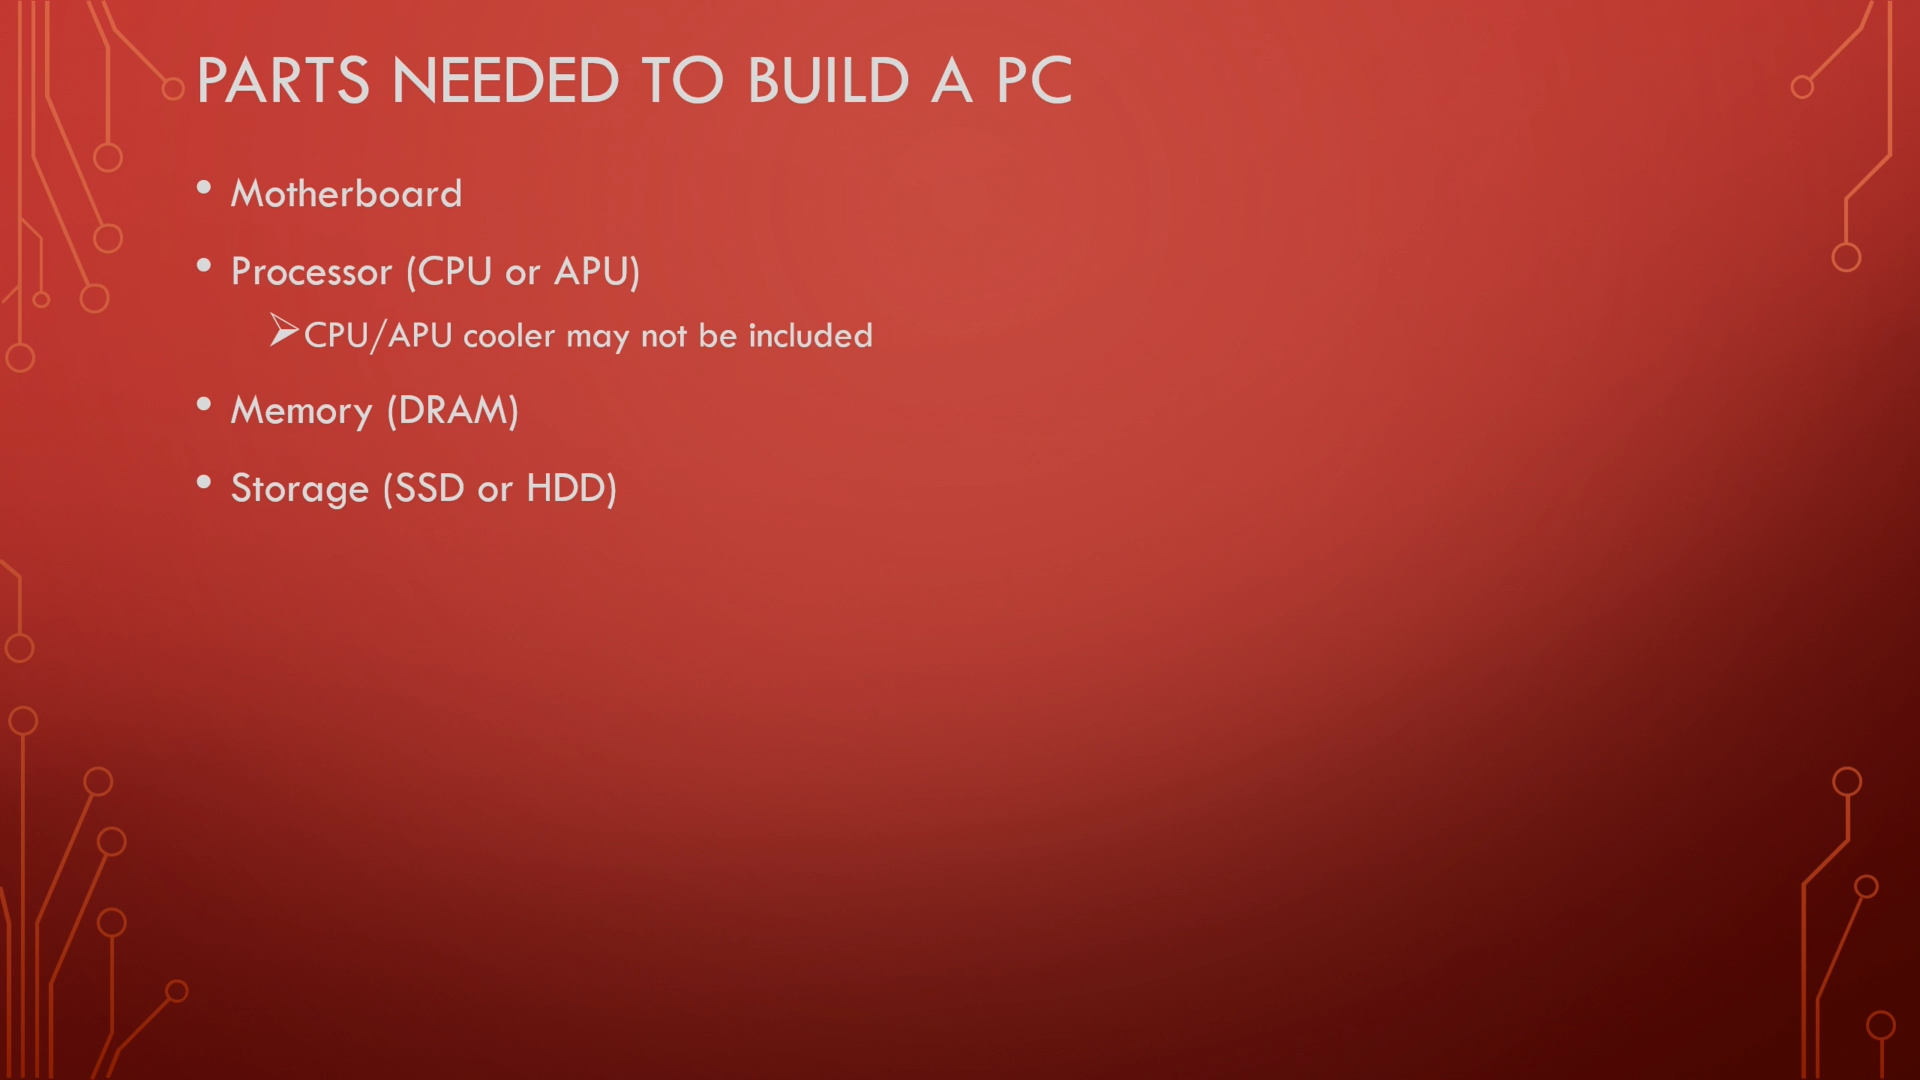 PARTS NEEDED TO BUILD A PC
• Motherboard
• Processor (CPU or APU)
➢CPU/APU cooler may not be included
• Memory (DRAM)
• Storage (SSD or HDD)